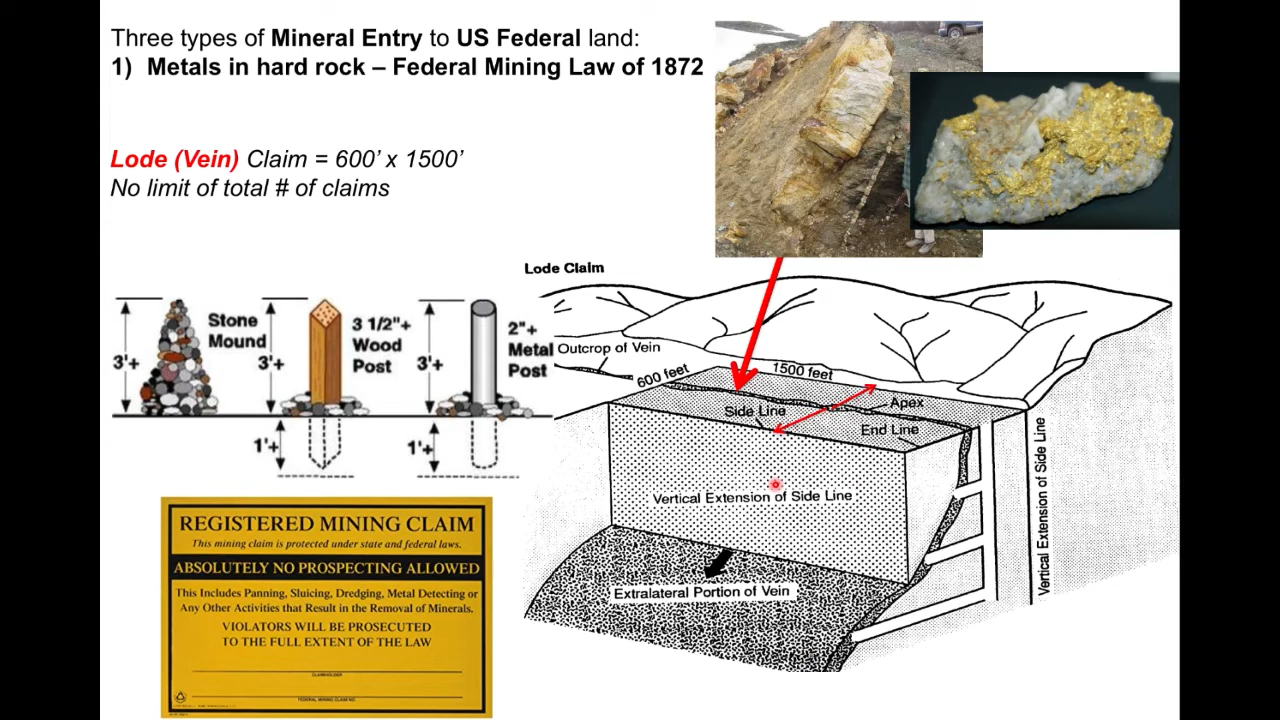 Three types of Mineral Entry to US Federal land:
1) Metals in hard rock – Federal Mining Law of 1872
Lode (Vein) Claim = 600’ x 1500’
No limit of total # of claims
3'+
Stone
Mound
3'+
3 1/2"+
Wood
Post
3'+
2"+
Metal
Post
1'+
1'+
Lode Claim
Outcrop of Vein
600 feet
1500 feet
Side Line
Apex
End Line
Vertical Extension of Side Line
Vertical Extension of Side Line
Extralateral Portion of Vein
REGISTERED MINING CLAIM
This mining claim is protected under state and federal laws.
ABSOLUTELY NO PROSPECTING ALLOWED
This Includes Panning, Sluicing, Dredging, Metal Detecting or
Any Other Activities that Result in the Removal of Minerals.
VIOLATORS WILL BE PROSECUTED
TO THE FULL EXTENT OF THE LAW
CLAIMHOLDER
FEDERAL MINING CLAIM NO.